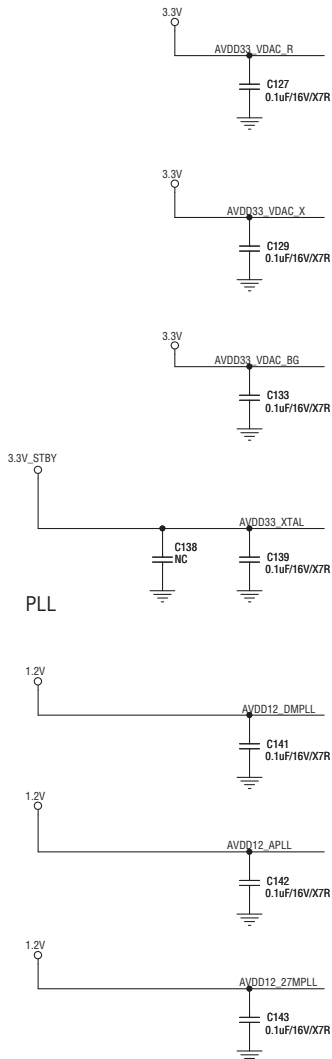 3.3V
AVDD33_VDAC_R
C127
0.1uF/16V/X7R
3.3V
AVDD33_VDAC_X
C129
0.1uF/16V/X7R
3.3V
AVDD33_VDAC_BG
C133
0.1uF/16V/X7R
3.3V_STBY
AVDD33_XTAL
C138
NC
C139
0.1uF/16V/X7R
PLL
1.2V
AVDD12_DMPLL
C141
0.1uF/16V/X7R
1.2V
AVDD12_APLL
C142
0.1uF/16V/X7R
1.2V
AVDD12_27MPLL
C143
0.1uF/16V/X7R